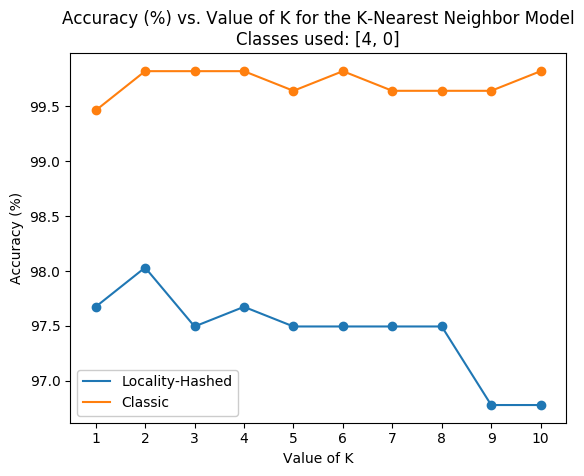 Accuracy (%) vs. Value of K for the K-Nearest Neighbor Model
Classes used: [4, 0]
Accuracy (%)
99.5
99.0
98.5
98.0
97.5
97.0
Locality-Hashed
Classic
1 2 3 4 5 6 7 8 9 10
Value of K